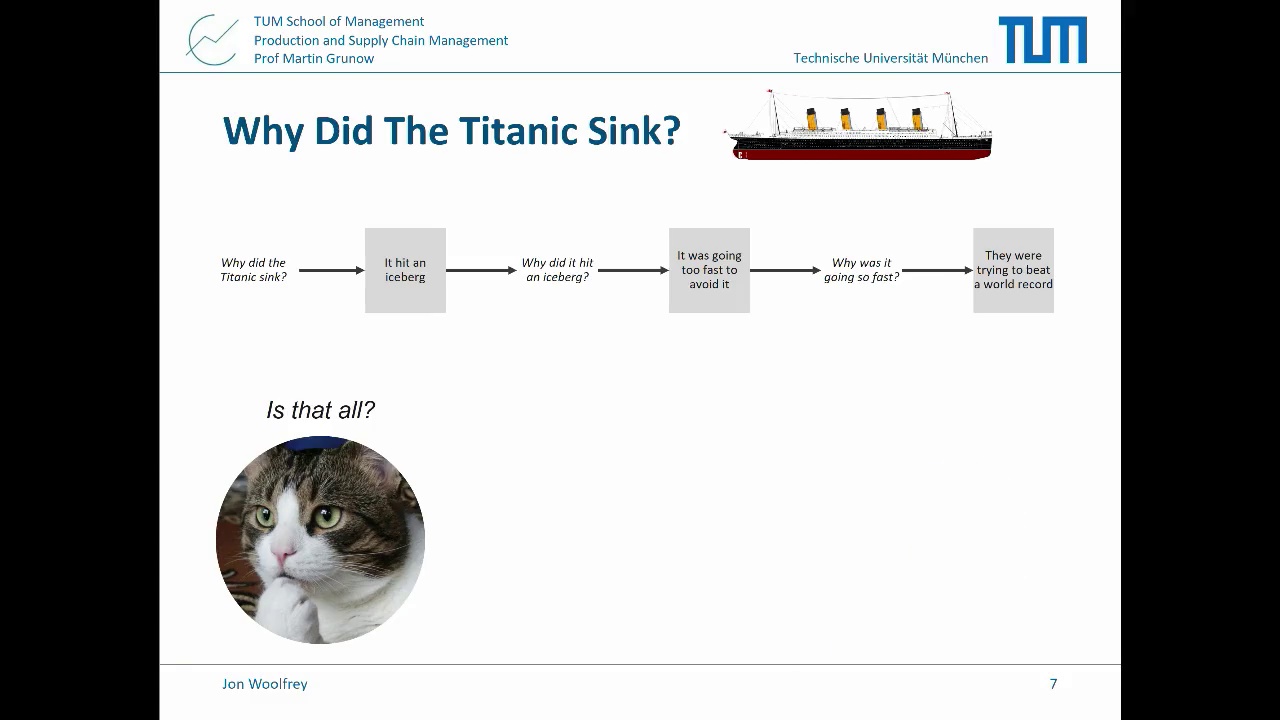 TUM School of Management
Production and Supply Chain Management
Prof Martin Grunow
Technische Universität München
TUM
Why Did The Titanic Sink?
Why did the
Titanic sink?
It hit an
iceberg
Why did it hit
an iceberg?
It was going
too fast to
avoid it
Why was it
going so fast?
They were
trying to beat
a world record
Is that all?
Jon Woolfrey
7